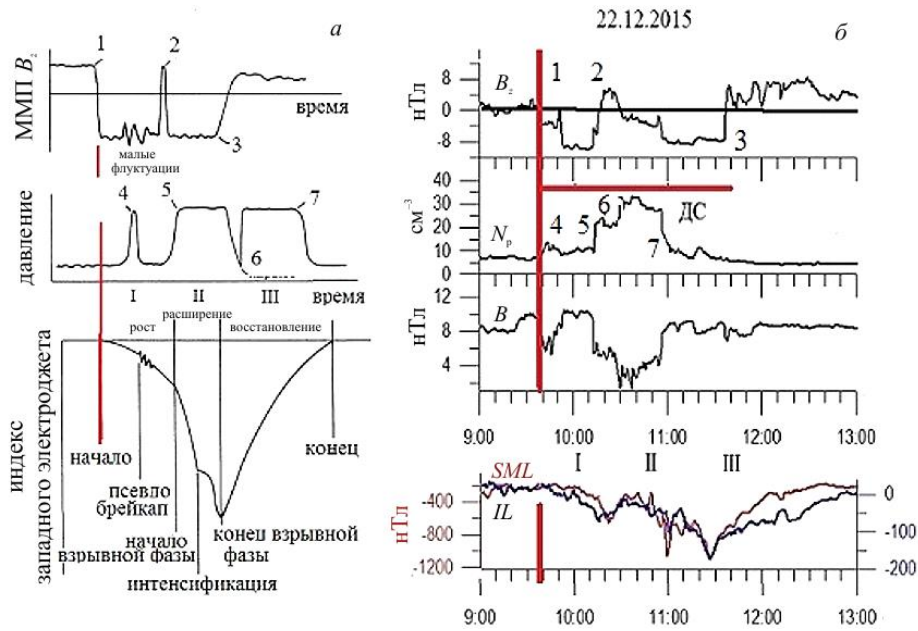 а
ММП Bz
1
2
3
время
малые
флуктуации
давление
4
5
6
7
I
II
III
время
индекс
западного электроджета
рост
расширение
восстановление
начало
псевдо
брейкап
начало
взрывной фазы
интенсификация
конец взрывной
фазы
конец
22.12.2015
б
нТл
8
0
-8
Bz
1
2
3
см⁻³
40
30
20
10
0
Np
4
5
6
7
ДС
нТл
12
8
4
B
9:00
10:00
11:00
12:00
13:00
I
II
III
нТл
-400
-800
-1200
SML
IL
0
-100
-200
9:00
10:00
11:00
12:00
13:00